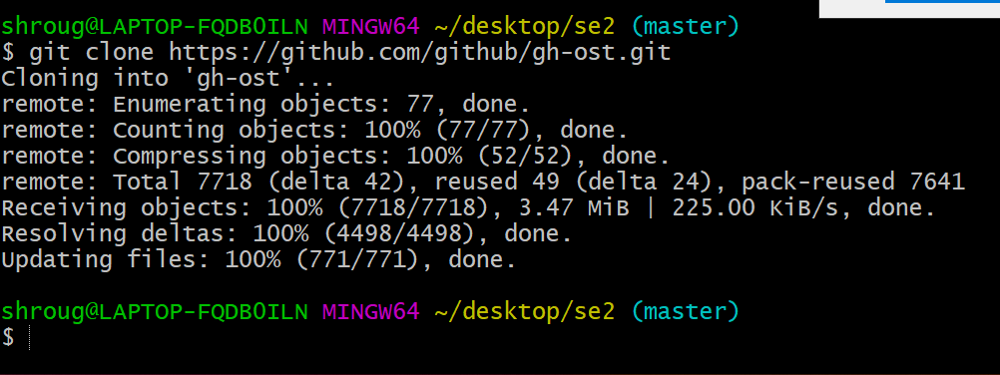 shroug@LAPTOP-FQDB0ILN MINGW64 ~/desktop/se2 (master)
$ git clone https://github.com/github/gh-ost.git
Cloning into 'gh-ost'...
remote: Enumerating objects: 77, done.
remote: Counting objects: 100% (77/77), done.
remote: Compressing objects: 100% (52/52), done.
remote: Total 7718 (delta 42), reused 49 (delta 24), pack-reused 7641
Receiving objects: 100% (7718/7718), 3.47 MiB | 225.00 KiB/s, done.
Resolving deltas: 100% (4498/4498), done.
Updating files: 100% (771/771), done.
shroug@LAPTOP-FQDB0ILN MINGW64 ~/desktop/se2 (master)
$